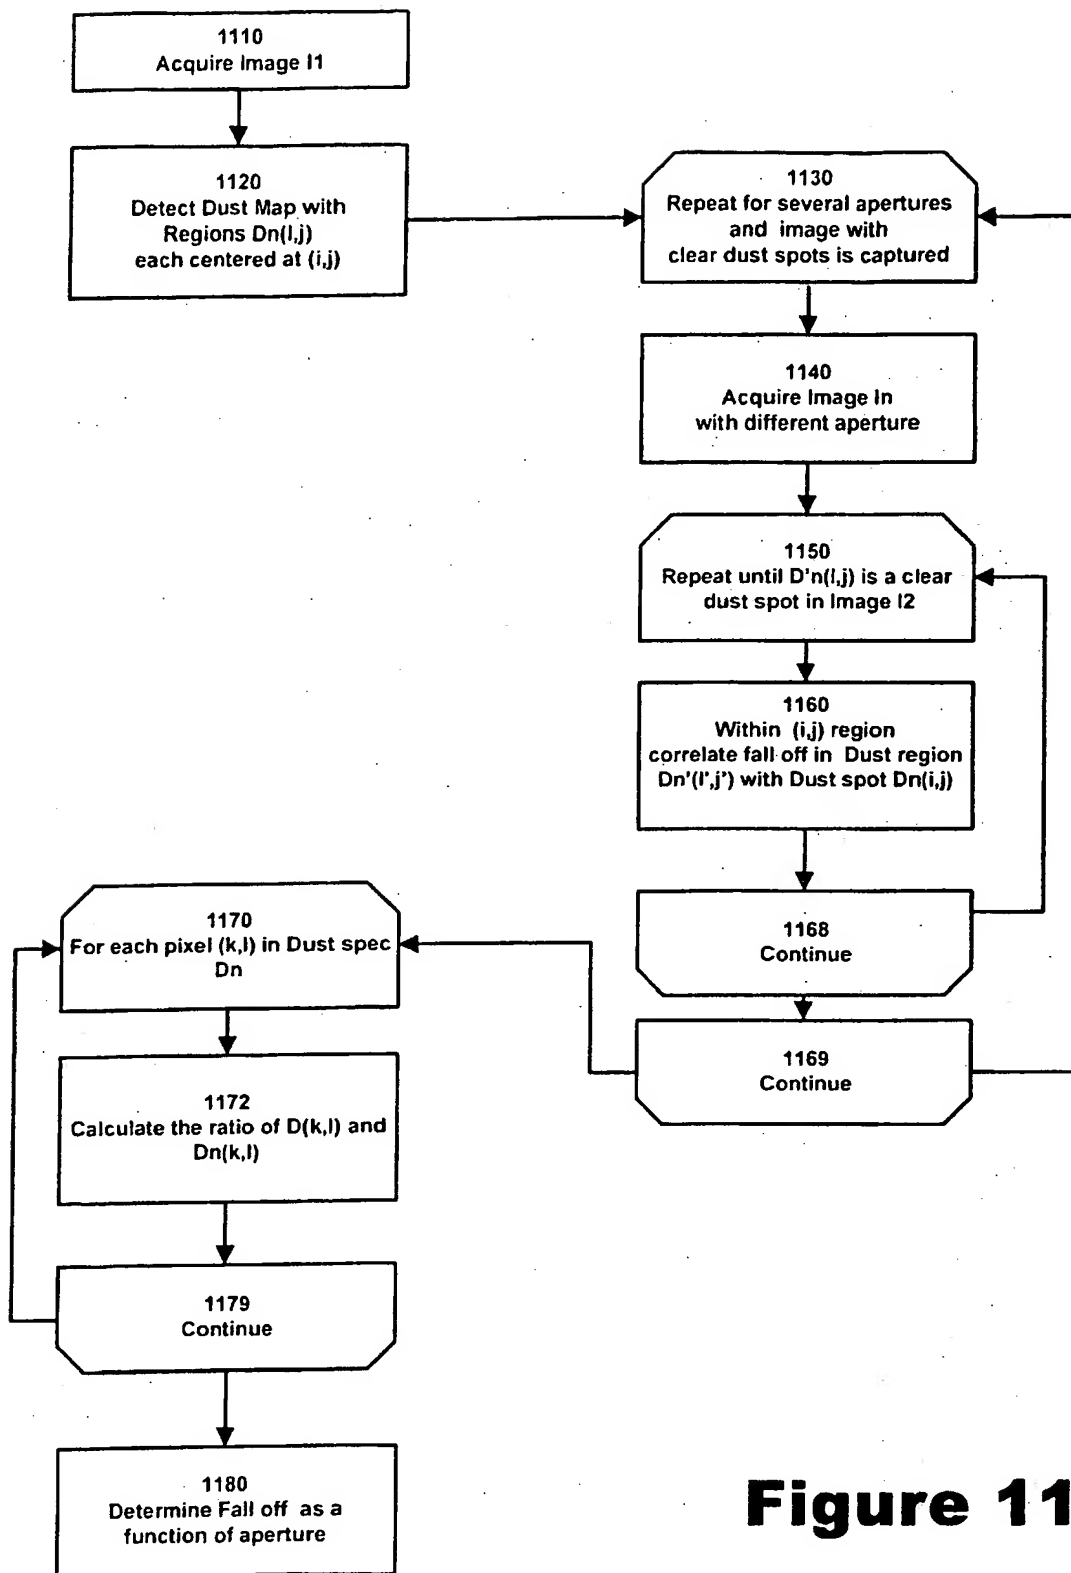 1110
Acquire Image I1
1120
Detect Dust Map with
Regions Dn(I,j)
each centered at (i,j)
1130
Repeat for several apertures
and image with
clear dust spots is captured
1140
Acquire Image In
with different aperture
1150
Repeat until D'n(I,j) is a clear
dust spot in Image I2
1160
Within (i,j) region
correlate fall off in Dust region
Dn'(I',j') with Dust spot Dn(i,j)
1168
Continue
1169
Continue
1170
For each pixel (k,l) in Dust spec
Dn
1172
Calculate the ratio of D(k,l) and
Dn(k,l)
1179
Continue
1180
Determine Fall off as a
function of aperture
Figure 11